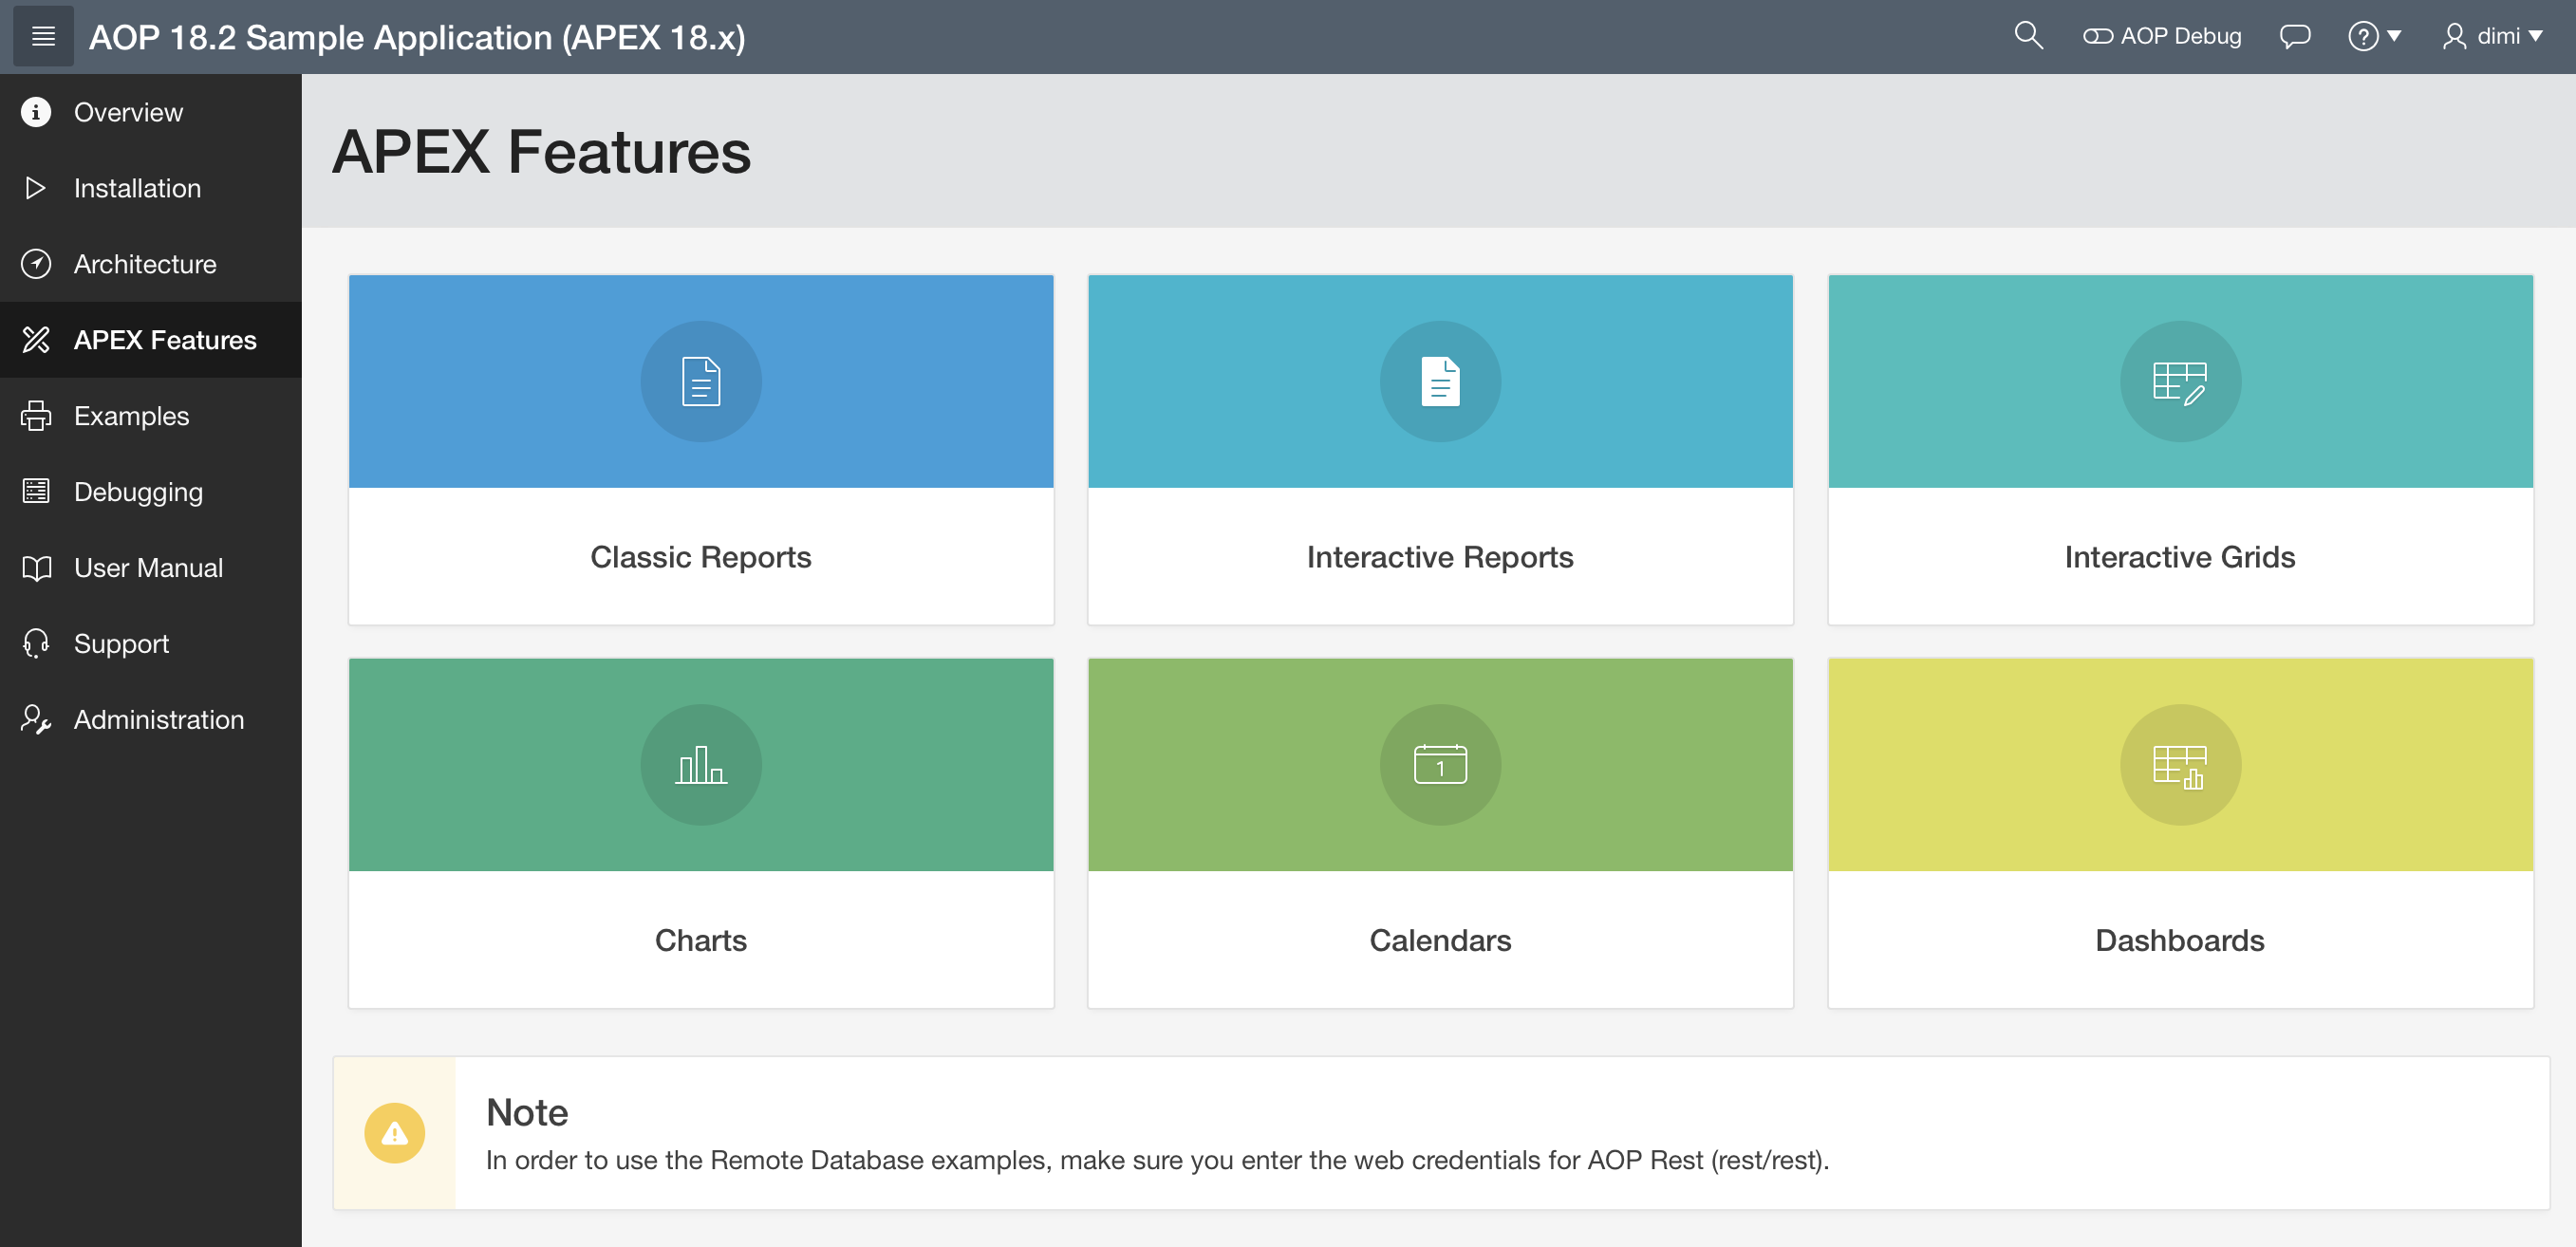 AOP 18.2 Sample Application (APEX 18.x)
AOP Debug
?
dimi
Overview
Installation
Architecture
APEX Features
Examples
Debugging
User Manual
Support
Administration
APEX Features
Classic Reports
Interactive Reports
Interactive Grids
1
Charts
Calendars
Dashboards
Note
In order to use the Remote Database examples, make sure you enter the web credentials for AOP Rest (rest/rest).